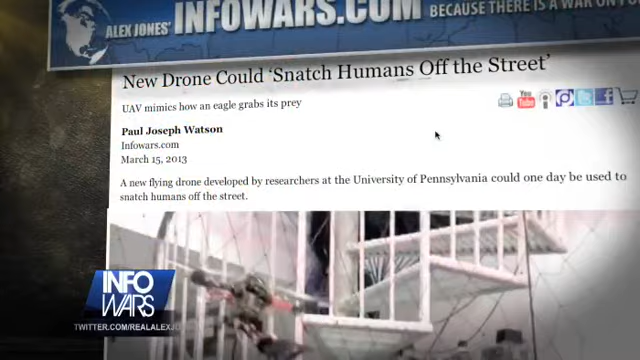 ALEX JONES' INFOWARS.COM BECAUSE THERE IS A WAR ON
New Drone Could 'Snatch Humans Off the Street'
UAV mimics how an eagle grabs its prey
You
Paul Joseph Watson
Infowars.com
March 15, 2013
A new flying drone developed by researchers at the University of Pennsylvania could one day be used to
snatch humans off the street.
INFO
WARS
TWITTER.COM/REALALEXJO